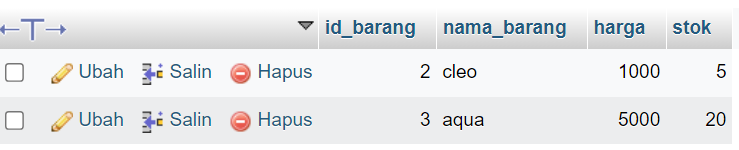 id_barang nama_barang harga stok
Ubah Salin Hapus 2 cleo 1000 5
Ubah Salin Hapus 3 aqua 5000 20